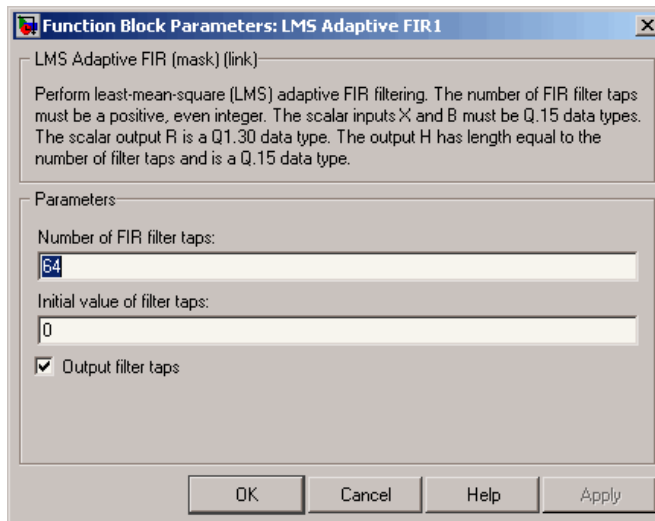 Function Block Parameters: LMS Adaptive FIR1
LMS Adaptive FIR (mask) (link)
Perform least-mean-square (LMS) adaptive FIR filtering. The number of FIR filter taps
must be a positive, even integer. The scalar inputs X and B must be Q.15 data types.
The scalar output R is a Q1.30 data type. The output H has length equal to the
number of filter taps and is a Q.15 data type.
Parameters
Number of FIR filter taps:
64
Initial value of filter taps:
0
Output filter taps
OK Cancel Help Apply